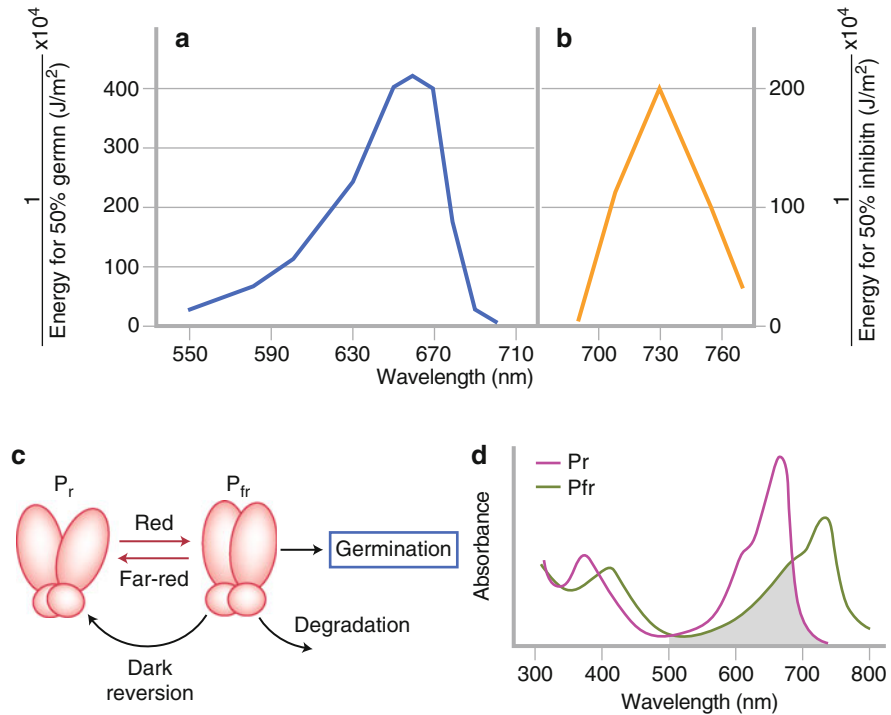 a
b
1
Energy for 50% germn (J/m²)
x10⁴
400
300
200
100
0
550 590 630 670 710
700 730 760
Wavelength (nm)
200
100
0
1
Energy for 50% inhibitn (J/m²)
x10⁴
c
Pr
Pfr
Red
Far-red
Germination
Degradation
Dark
reversion
d
Pr
Pfr
Absorbance
300 400 500 600 700 800
Wavelength (nm)